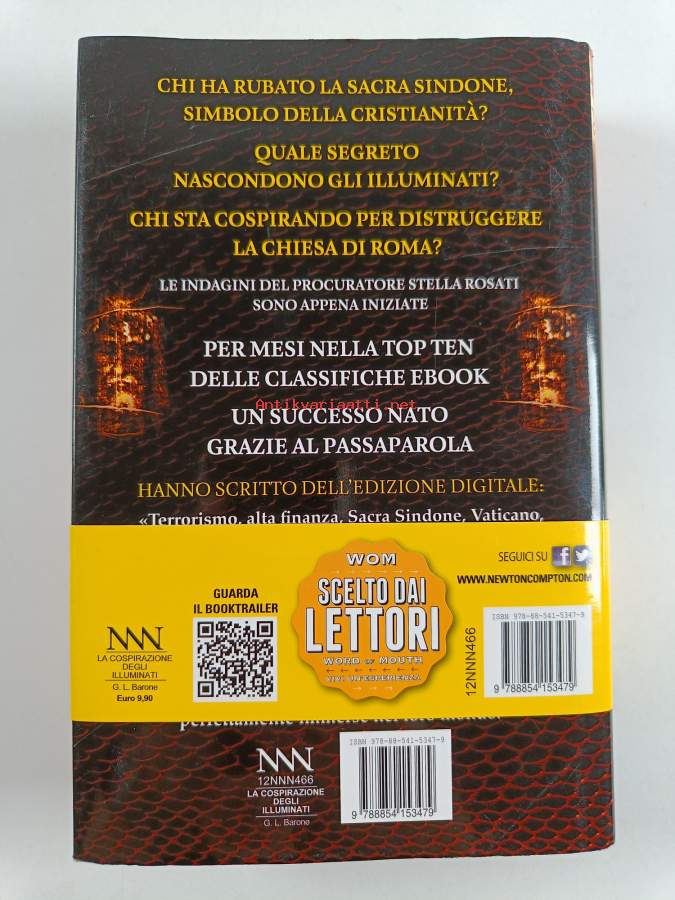 CHI HA RUBATO LA SACRA SINDONE,
SIMBOLO DELLA CRISTIANITÀ?
QUALE SEGRETO
NASCONDONO GLI ILLUMINATI?
CHI STA COSPIRANDO PER DISTRUGGERE
LA CHIESA DI ROMA?
LE INDAGINI DEL PROCURATORE STELLA ROSATI
SONO APPENA INIZIATE
PER MESI NELLA TOP TEN
DELLE CLASSIFICHE EBOOK
Antikvariaatti.net
UN SUCCESSO NATO
GRAZIE AL PASSAPAROLA
HANNO SCRITTO DELL'EDIZIONE DIGITALE:
«Terrorismo, alta finanza, Sacra Sindone, Vaticano,
NNN
LA COSPIRAZIONE
DEGLI
ILLUMINATI
G. L. Barone
Euro 9,90
GUARDA
IL BOOKTRAILER
WOM
SCELTO DAI
LETTORI
WORD OF MOUTH
VIVI UN'ESPERIENZA
SEGUICI SU
WWW.NEWTONCOMPTON.COM
12NNN466
ISBN 978-88-541-5347-9
9 788854 153479
NNN
12NNN466
LA COSPIRAZIONE
DEGLI
ILLUMINATI
G. L. Barone
ISBN 978-88-541-5347-9
9 788854 153479